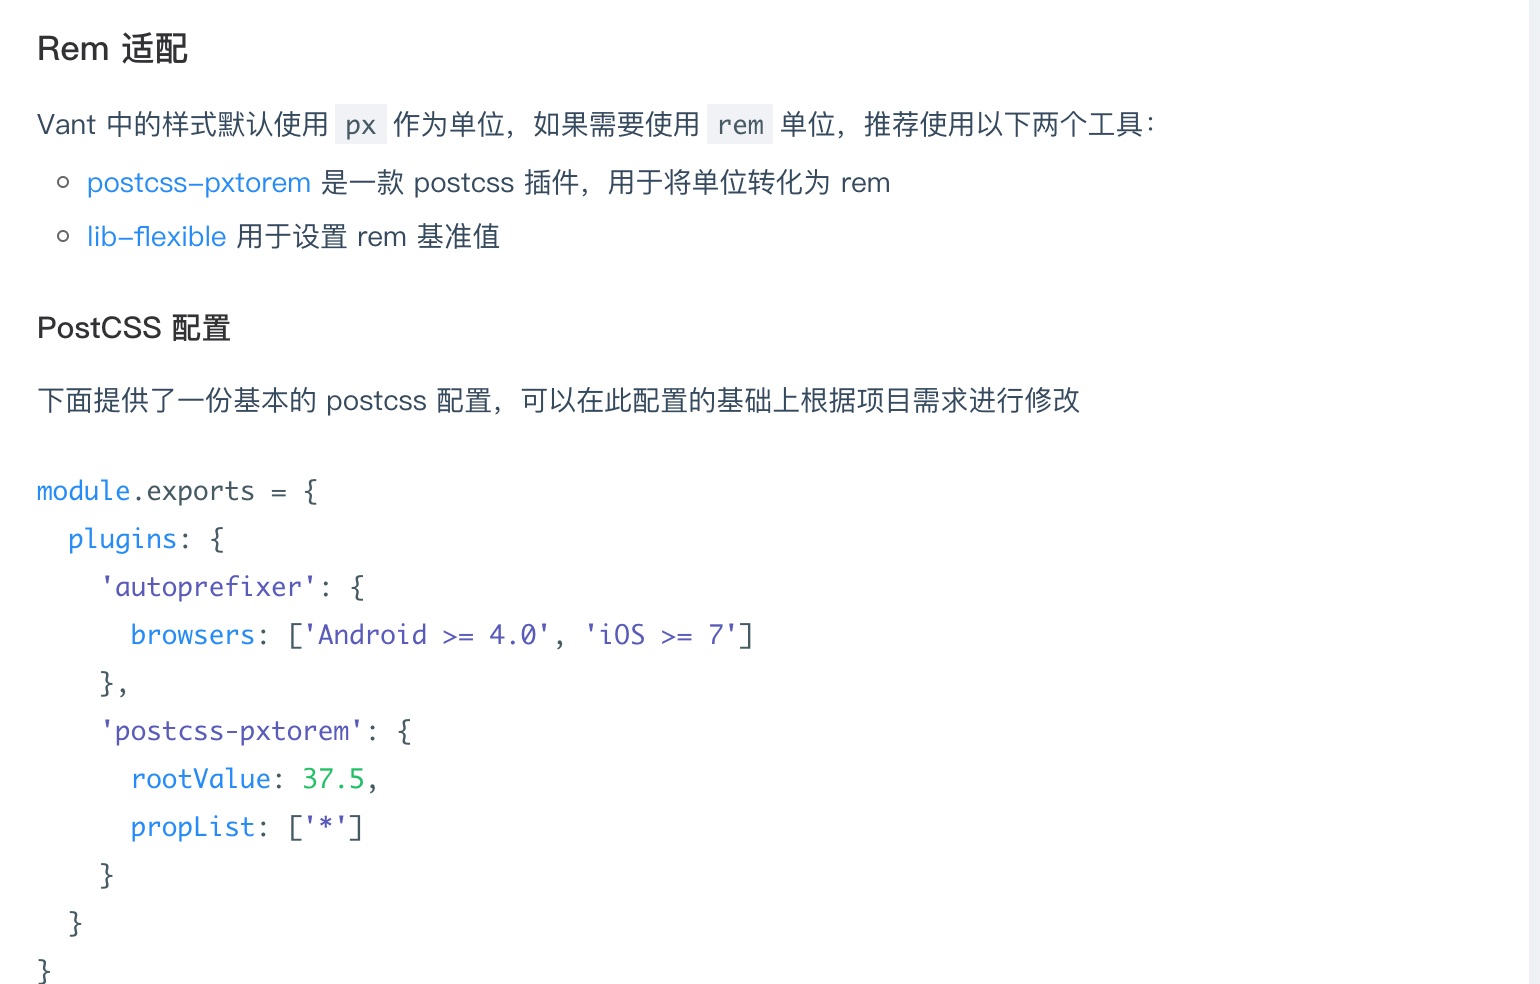 Rem 适配
Vant 中的样式默认使用 px 作为单位，如果需要使用 rem 单位，推荐使用以下两个工具：
postcss-pxtorem 是一款 postcss 插件，用于将单位转化为 rem
lib-flexible 用于设置 rem 基准值
PostCSS 配置
下面提供了一份基本的 postcss 配置，可以在此配置的基础上根据项目需求进行修改
module.exports = {
  plugins: {
    'autoprefixer': {
      browsers: ['Android >= 4.0', 'iOS >= 7']
    },
    'postcss-pxtorem': {
      rootValue: 37.5,
      propList: ['*']
    }
  }
}